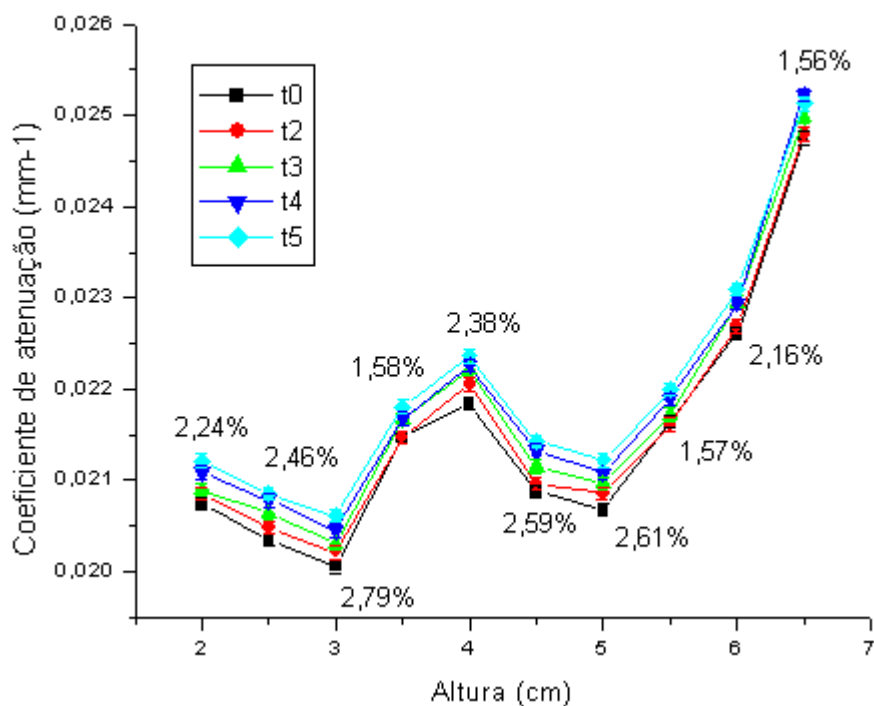 0,026
0,025
0,024
0,023
0,022
0,021
0,020
Coeficiente de atenuação (mm-1)
t0
t2
t3
t4
t5
2,24%
2,46%
2,79%
1,58%
2,38%
2,59%
2,61%
1,57%
2,16%
1,56%
2 3 4 5 6 7
Altura (cm)